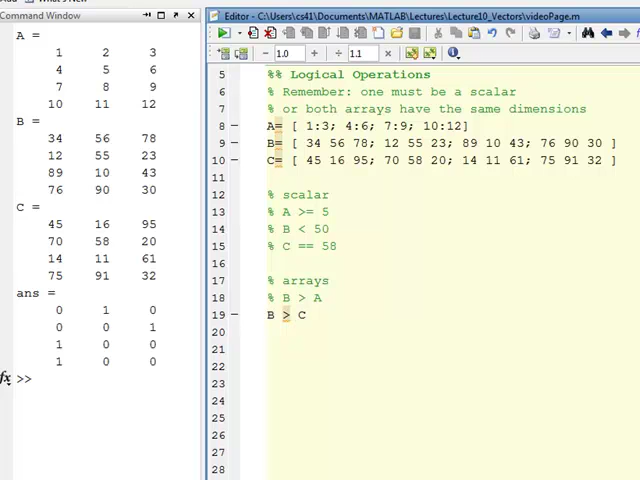 Editor - C:\Users\cs41\Documents\MATLAB\Lectures\Lecture10_Vectors\videoPage.m
Command Window
1.0
1.1
A =
1 2 3
4 5 6
7 8 9
10 11 12
B =
34 56 78
12 55 23
89 10 43
76 90 30
C =
45 16 95
70 58 20
14 11 61
75 91 32
ans =
0 1 0
0 0 1
1 0 0
1 0 0
fx >>
5 %% Logical Operations
6 % Remember: one must be a scalar
7 % or both arrays have the same dimensions
8 A= [ 1:3; 4:6; 7:9; 10:12]
9 B= [ 34 56 78; 12 55 23; 89 10 43; 76 90 30 ]
10 C= [ 45 16 95; 70 58 20; 14 11 61; 75 91 32 ]
11
12 % scalar
13 % A >= 5
14 % B < 50
15 % C == 58
16
17 % arrays
18 % B > A
19 B > C
20
21
22
23
24
25
26
27
28